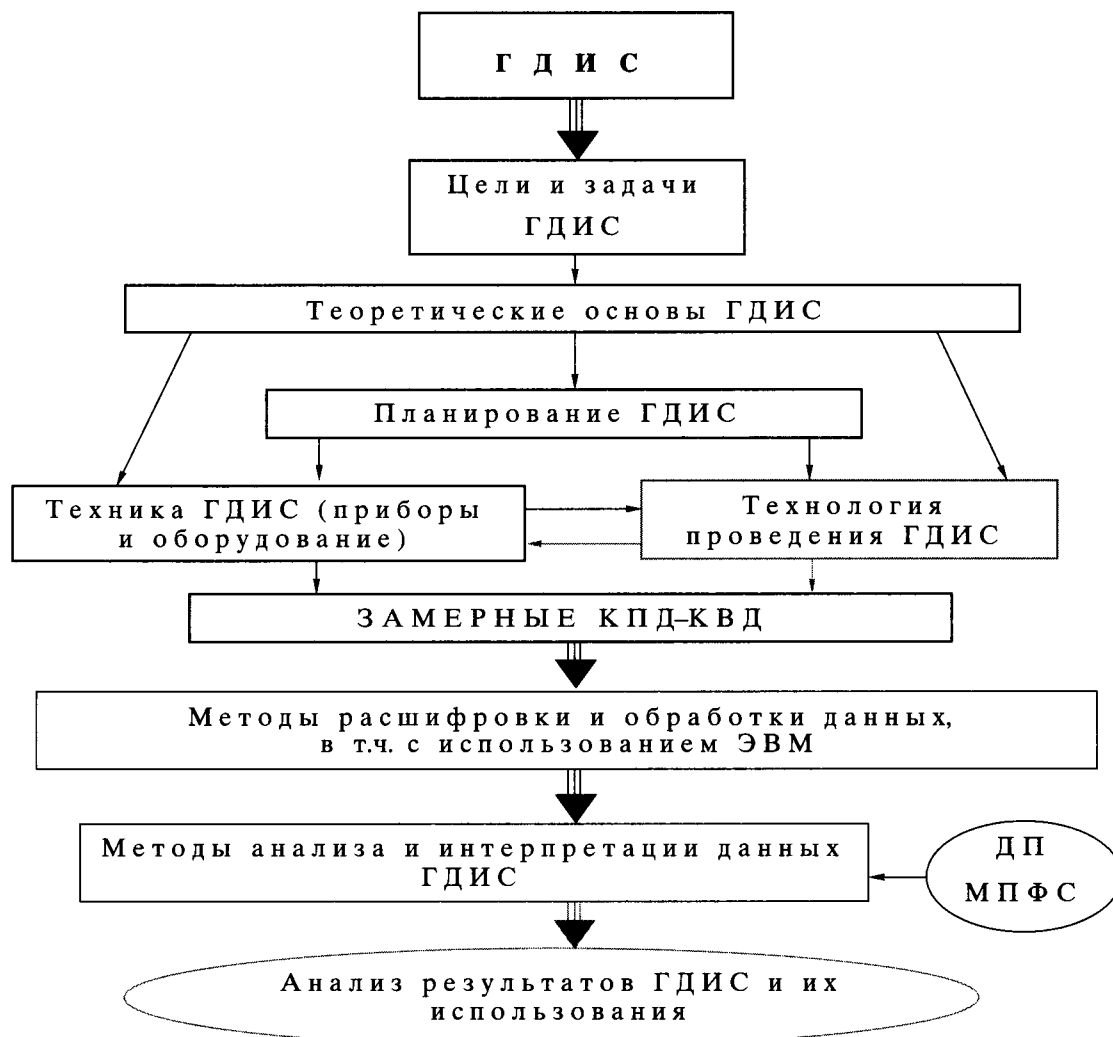 ГДИС
Цели и задачи
ГДИС
Теоретические основы ГДИС
Планирование ГДИС
Техника ГДИС (приборы
и оборудование)
Технология
проведения ГДИС
ЗАМЕРНЫЕ КПД–КВД
Методы расшифровки и обработки данных,
в т.ч. с использованием ЭВМ
Методы анализа и интерпретации данных
ГДИС
ДП
МПФС
Анализ результатов ГДИС и их
использования